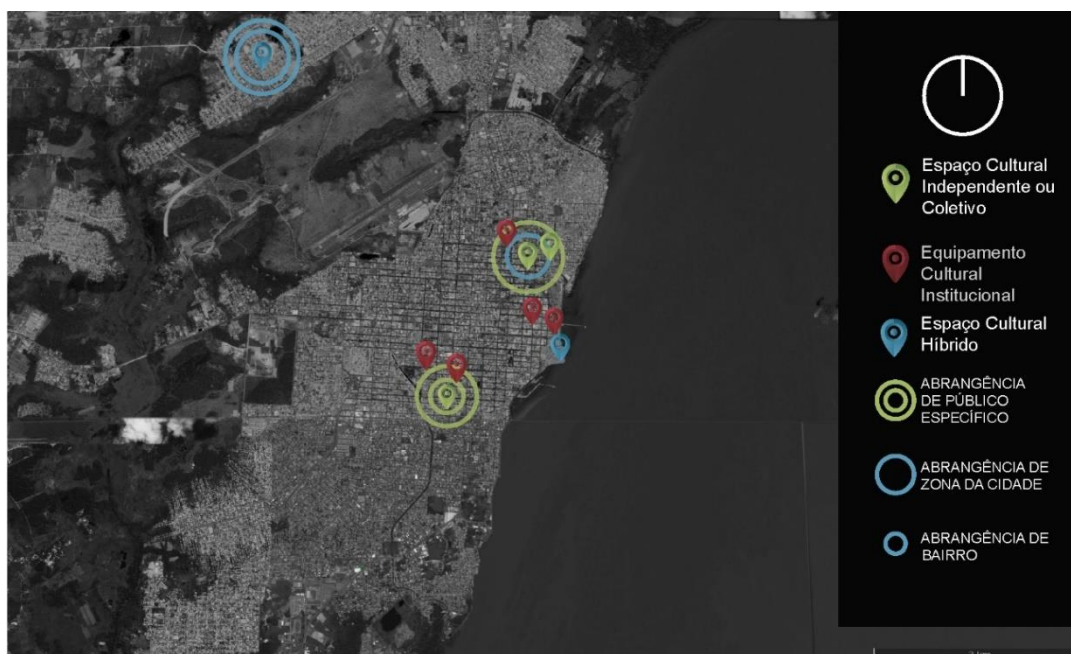 Espaço Cultural
Independente ou
Coletivo
Equipamento
Cultural
Institucional
Espaço Cultural
Híbrido
ABRANGÊNCIA
DE PÚBLICO
ESPECÍFICO
ABRANGÊNCIA DE
ZONA DA CIDADE
ABRANGÊNCIA DE
BAIRRO